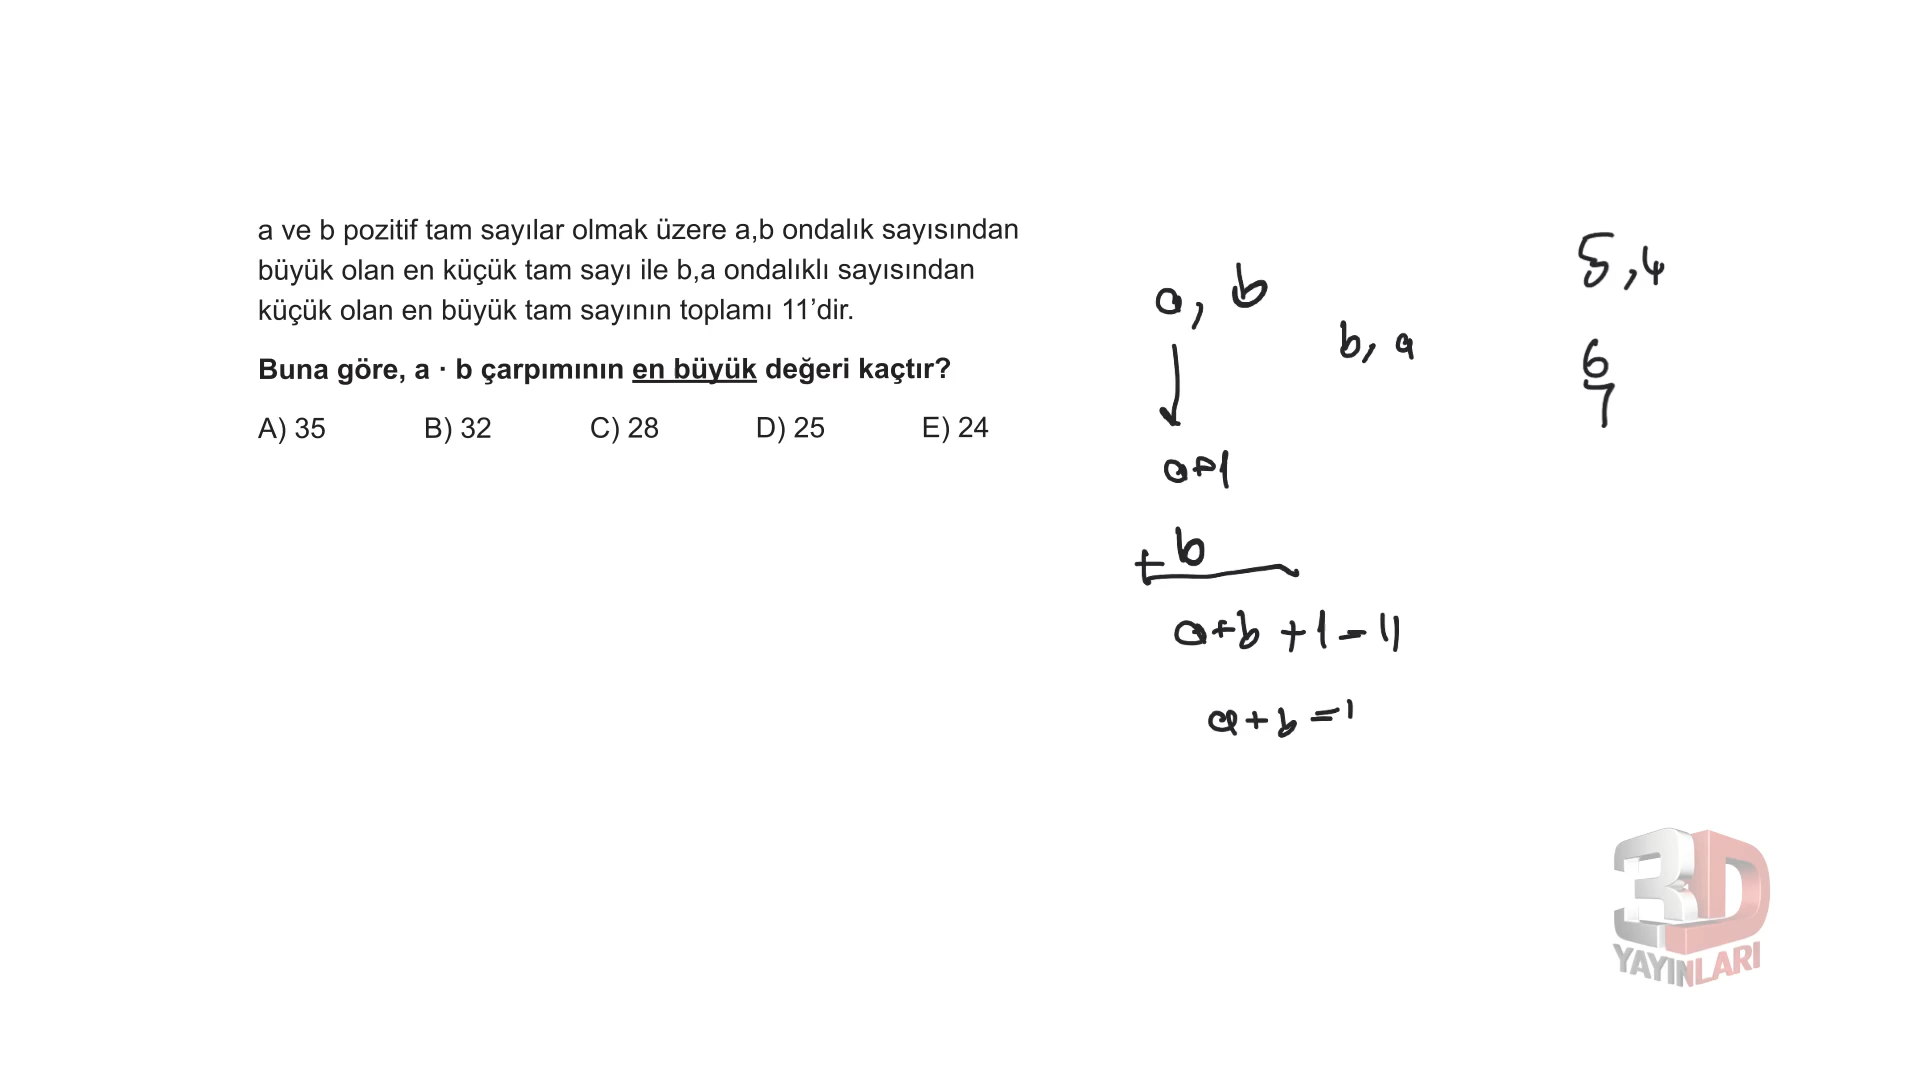 a ve b pozitif tam sayılar olmak üzere a,b ondalık sayısından
büyük olan en küçük tam sayı ile b,a ondalıklı sayısından
küçük olan en büyük tam sayının toplamı 11’dir.
Buna göre, a · b çarpımının en büyük değeri kaçtır?
A) 35 B) 32 C) 28 D) 25 E) 24
a, b
b, a
a+1
+ b
a+b +1 = 11
a+b = 1
5,4
6
7
3D
YAYINLARI